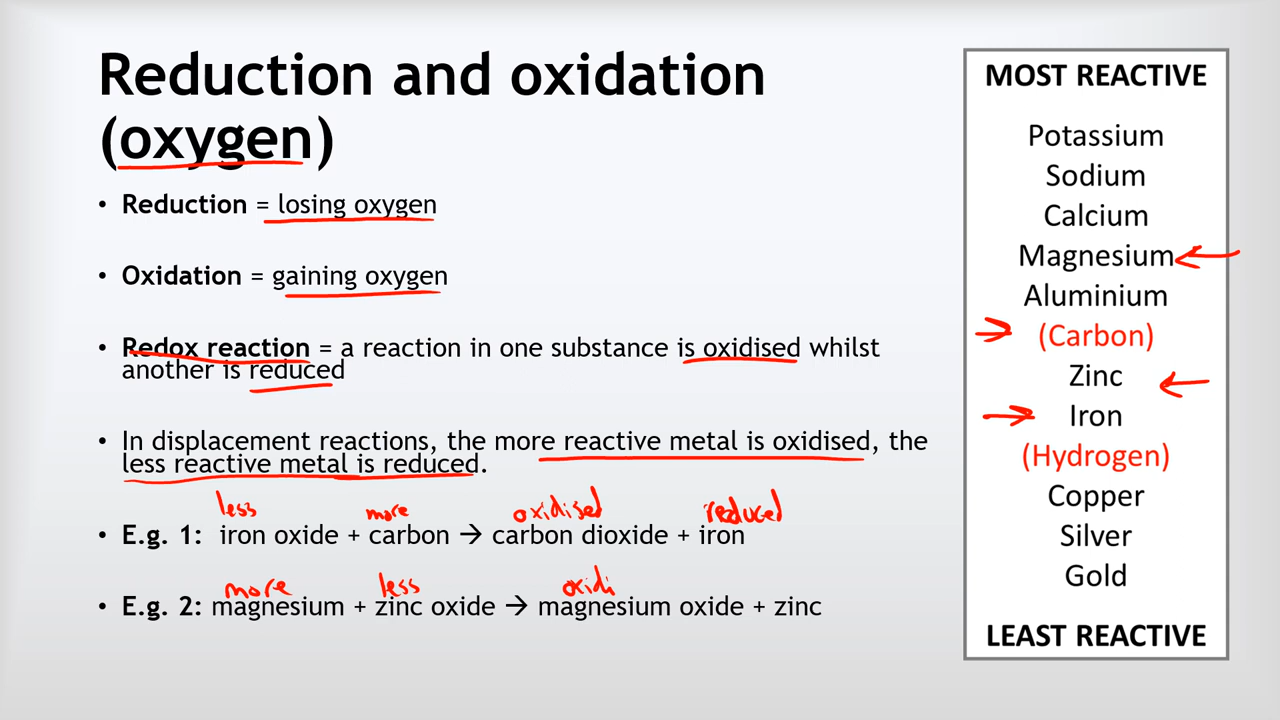 Reduction and oxidation
(oxygen)
• Reduction = losing oxygen
• Oxidation = gaining oxygen
• Redox reaction = a reaction in one substance is oxidised whilst
another is reduced
• In displacement reactions, the more reactive metal is oxidised, the
less reactive metal is reduced.
less more oxidised reduced
• E.g. 1: iron oxide + carbon → carbon dioxide + iron
more less oxidi
• E.g. 2: magnesium + zinc oxide → magnesium oxide + zinc
MOST REACTIVE
Potassium
Sodium
Calcium
Magnesium
Aluminium
(Carbon)
Zinc
Iron
(Hydrogen)
Copper
Silver
Gold
LEAST REACTIVE